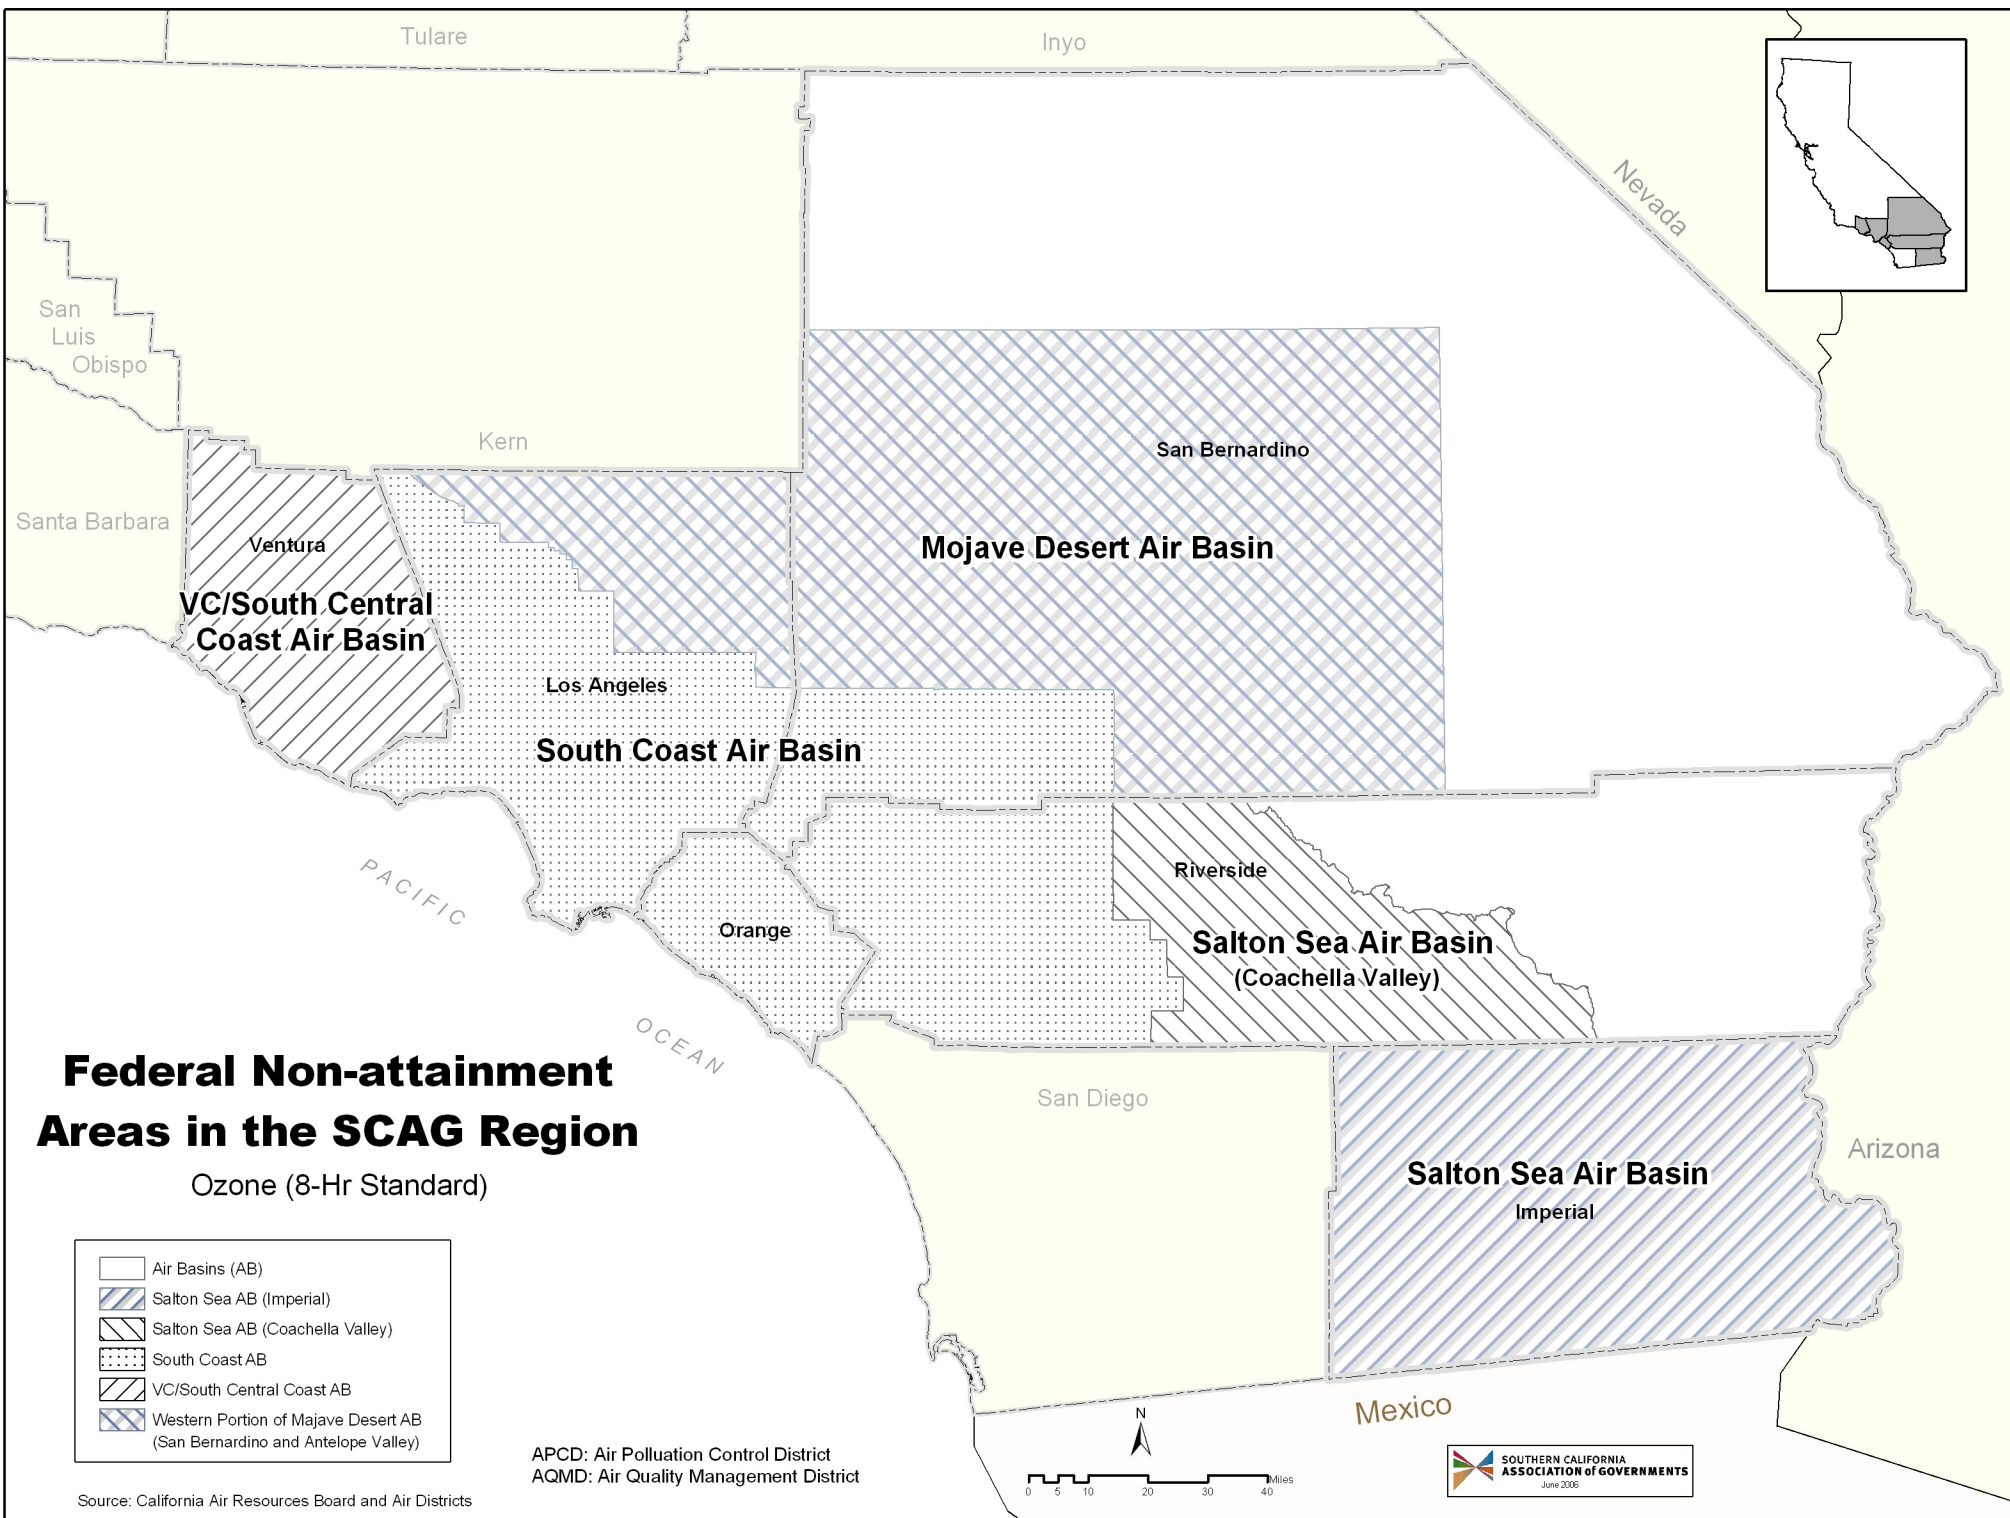 Tulare
Inyo
Nevada
San
Luis
Obispo
Kern
San Bernardino
Santa Barbara
Ventura
Mojave Desert Air Basin
VC/South Central
Coast Air Basin
Los Angeles
South Coast Air Basin
PACIFIC
Riverside
Orange
Salton Sea Air Basin
(Coachella Valley)
OCEAN
Federal Non-attainment
Areas in the SCAG Region
Ozone (8-Hr Standard)
San Diego
Arizona
Salton Sea Air Basin
Imperial
Air Basins (AB)
Salton Sea AB (Imperial)
Salton Sea AB (Coachella Valley)
South Coast AB
VC/South Central Coast AB
Western Portion of Majave Desert AB
(San Bernardino and Antelope Valley)
Mexico
APCD: Air Polluation Control District
AQMD: Air Quality Management District
N
Miles
0 5 10 20 30 40
SOUTHERN CALIFORNIA
ASSOCIATION of GOVERNMENTS
June 2006
Source: California Air Resources Board and Air Districts